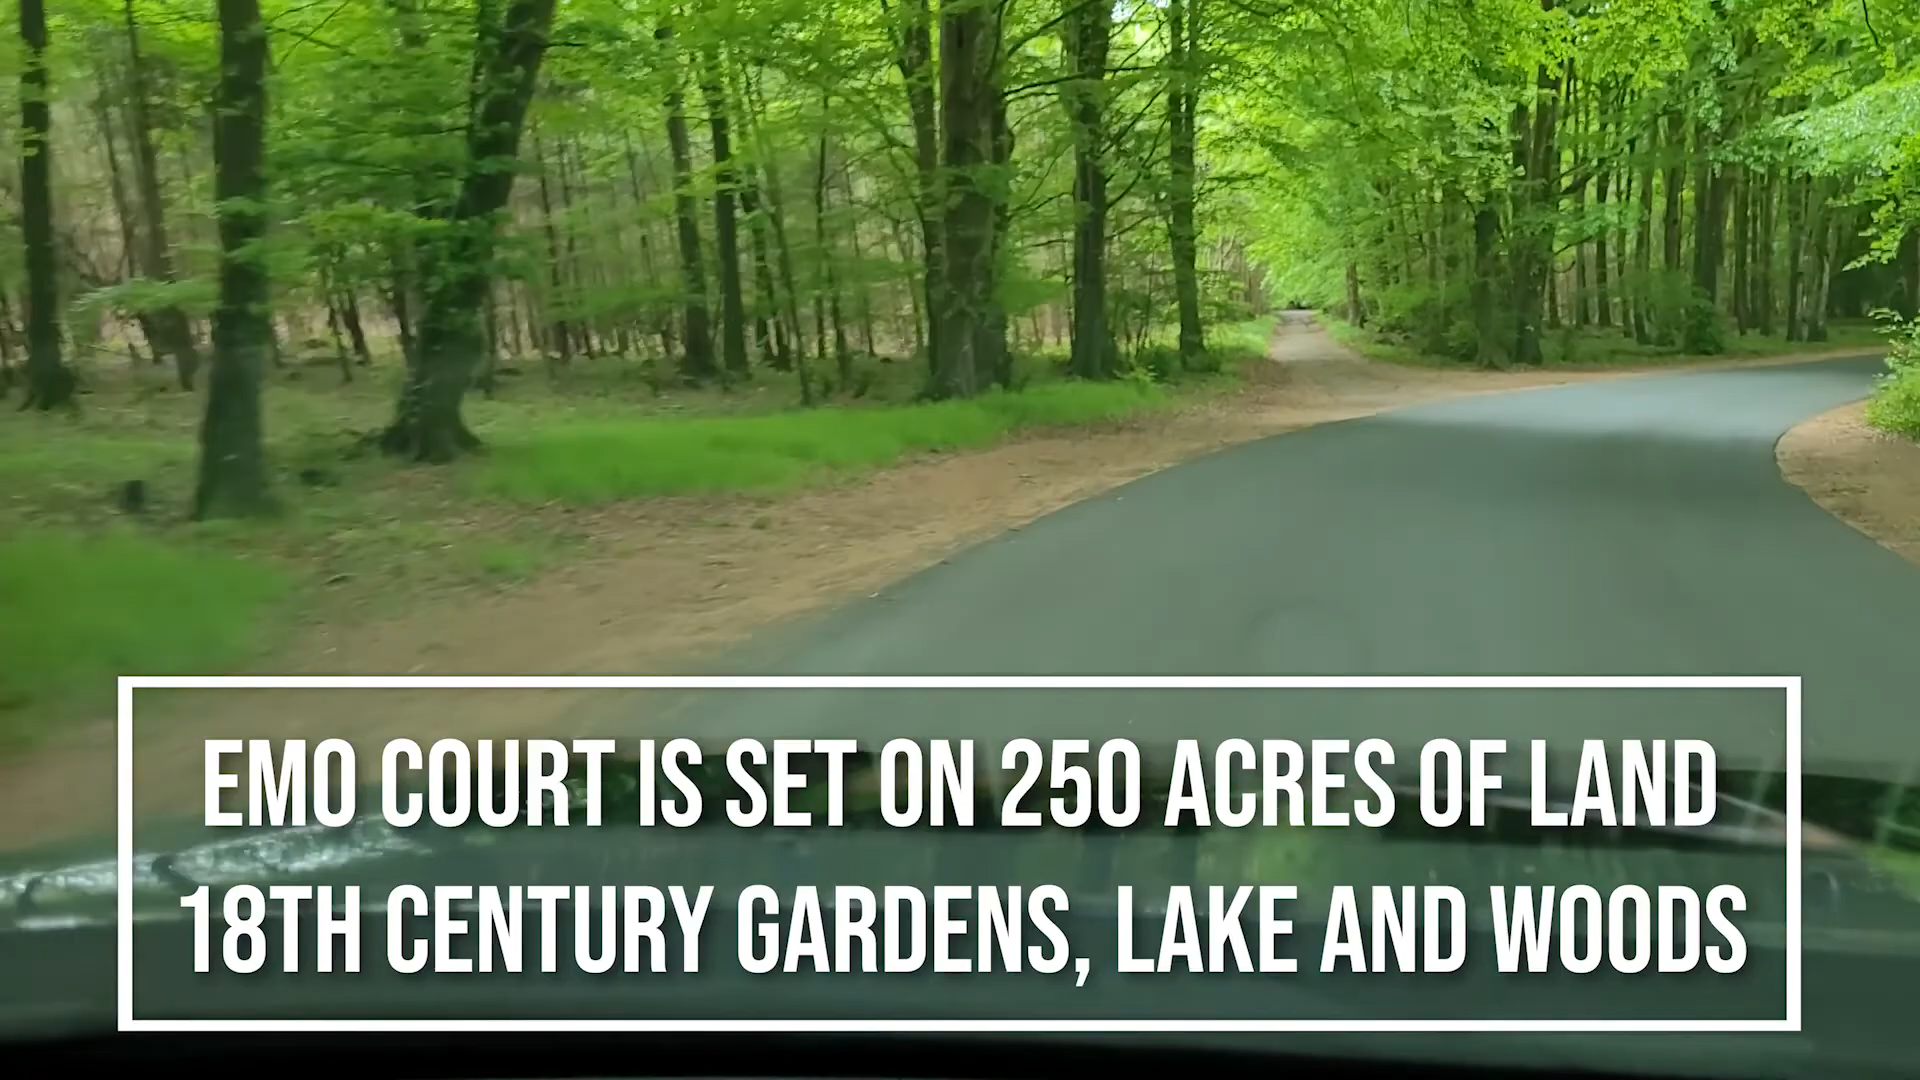 EMO COURT IS SET ON 250 ACRES OF LAND
18TH CENTURY GARDENS, LAKE AND WOODS